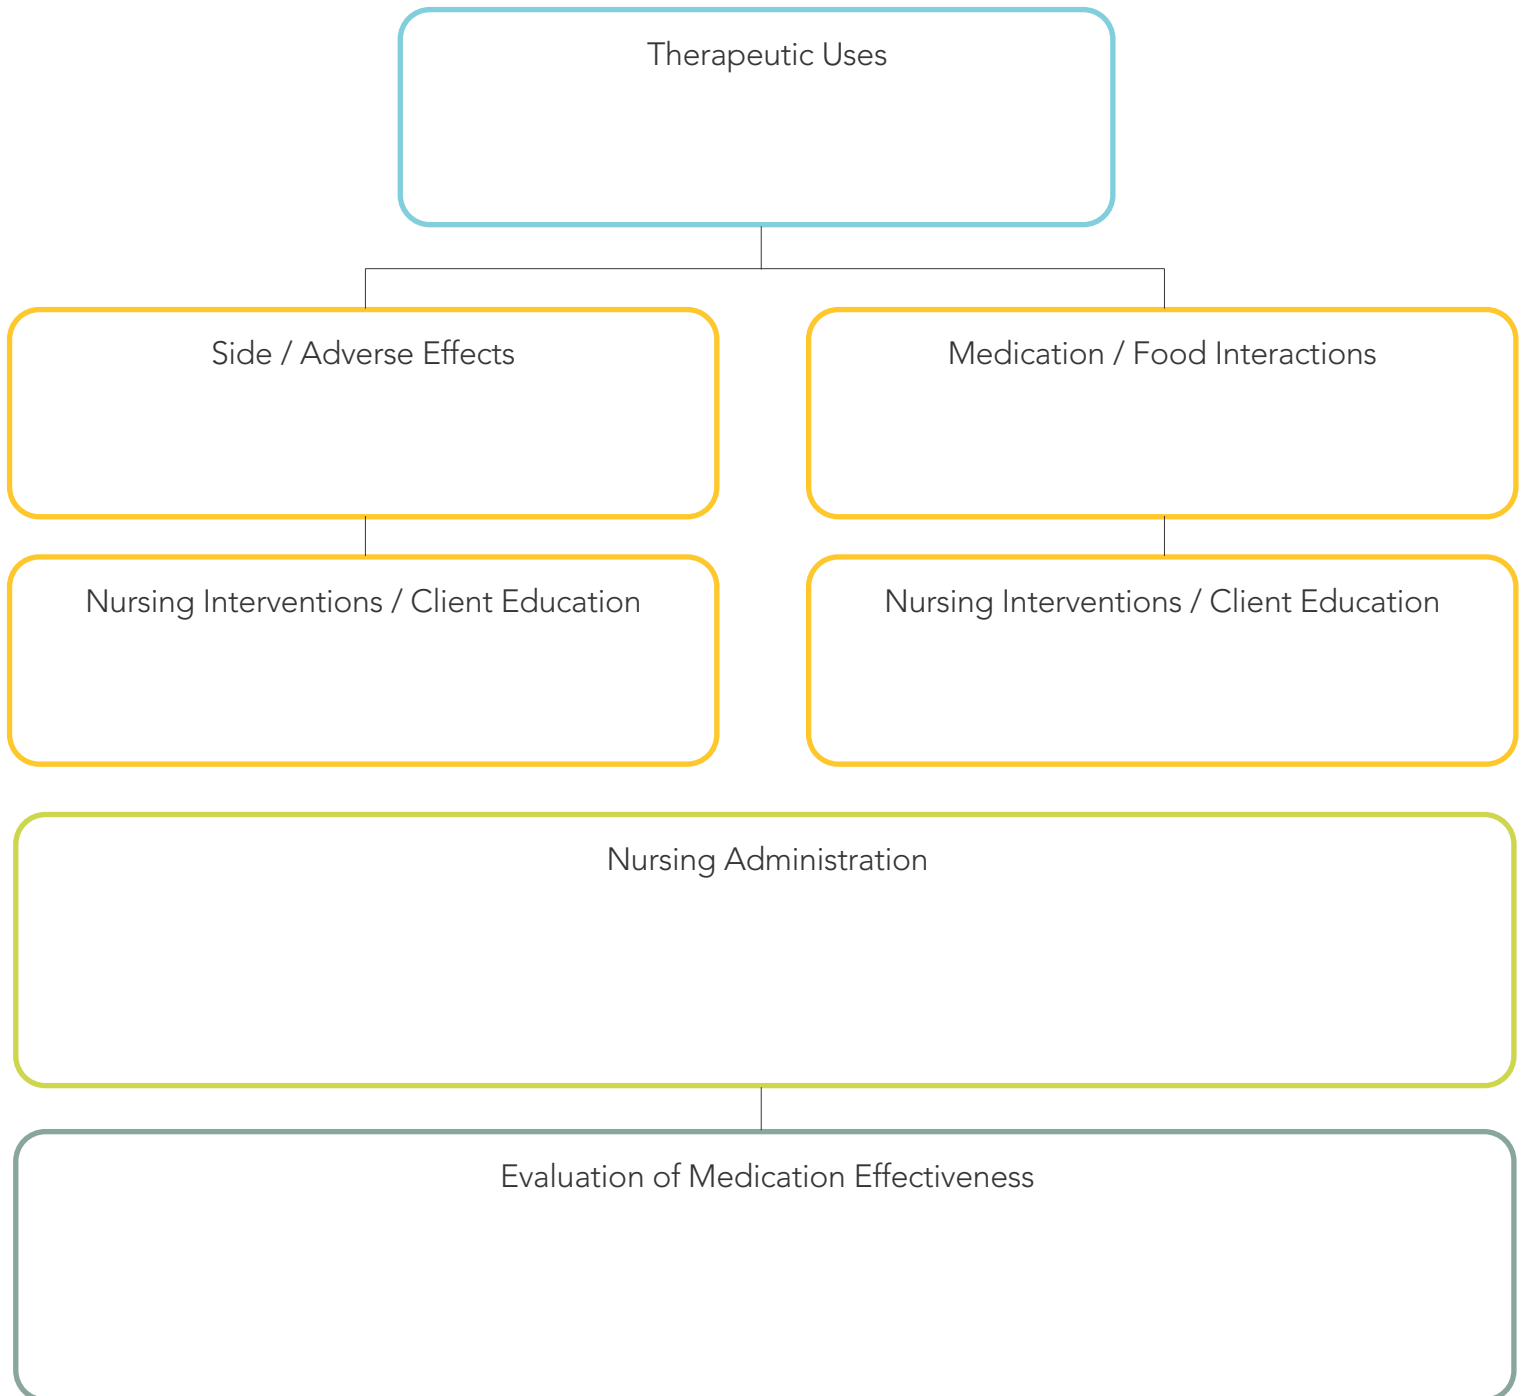 Therapeutic Uses
Side / Adverse Effects
Medication / Food Interactions
Nursing Interventions / Client Education
Nursing Interventions / Client Education
Nursing Administration
Evaluation of Medication Effectiveness